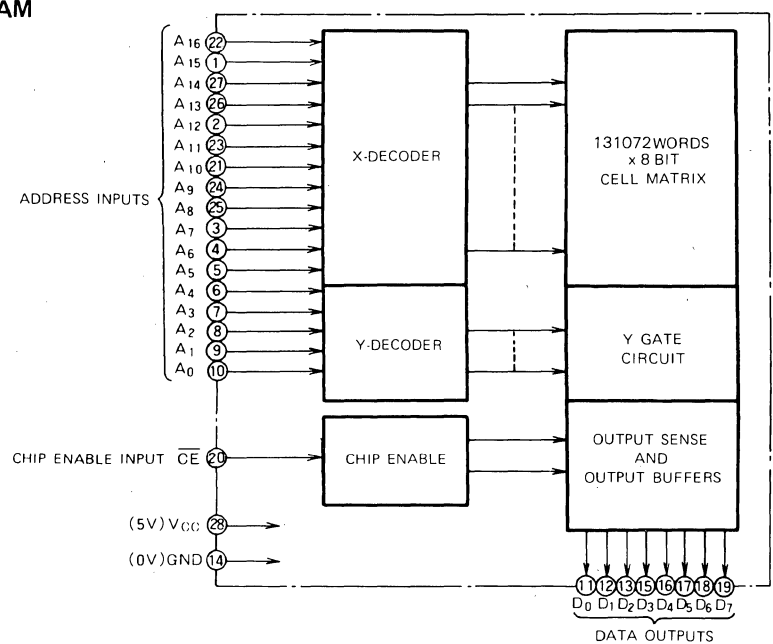 AM
A16 22
A15 1
A14 27
A13 26
A12 2
A11 23
A10 21
A9 24
A8 25
A7 3
A6 4
A5 5
A4 6
A3 7
A2 8
A1 9
A0 10
ADDRESS INPUTS
X-DECODER
131072WORDS
x 8 BIT
CELL MATRIX
Y-DECODER
Y GATE
CIRCUIT
CHIP ENABLE INPUT C̅E̅ 20
CHIP ENABLE
OUTPUT SENSE
AND
OUTPUT BUFFERS
(5V) VCC 28
(0V) GND 14
11 12 13 15 16 17 18 19
D0 D1 D2 D3 D4 D5 D6 D7
DATA OUTPUTS